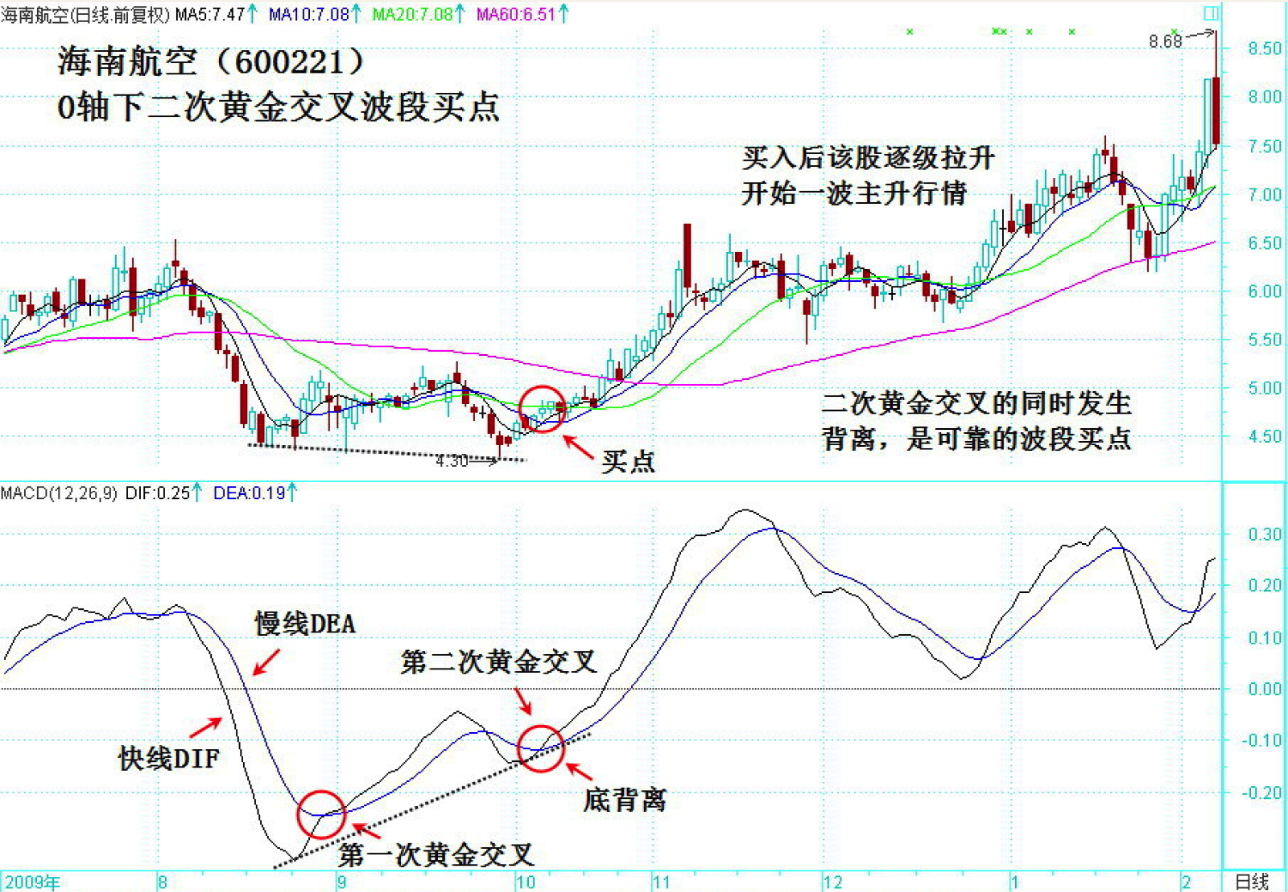 海南航空(日线.前复权) MA5:7.47↑ MA10:7.08↑ MA20:7.08↑ MA60:6.51↑
海南航空（600221）
0轴下二次黄金交叉波段买点
8.68
8.50
8.00
买入后该股逐级拉升
开始一波主升行情
7.50
7.00
6.50
6.00
5.50
5.00
二次黄金交叉的同时发生
背离，是可靠的波段买点
4.50
4.30
买点
MACD(12,26,9) DIF:0.25↑ DEA:0.19↑
0.30
0.20
慢线DEA
0.10
第二次黄金交叉
0.00
快线DIF
-0.10
底背离
-0.20
第一次黄金交叉
2009年 8 9 10 11 12 1 2 日线